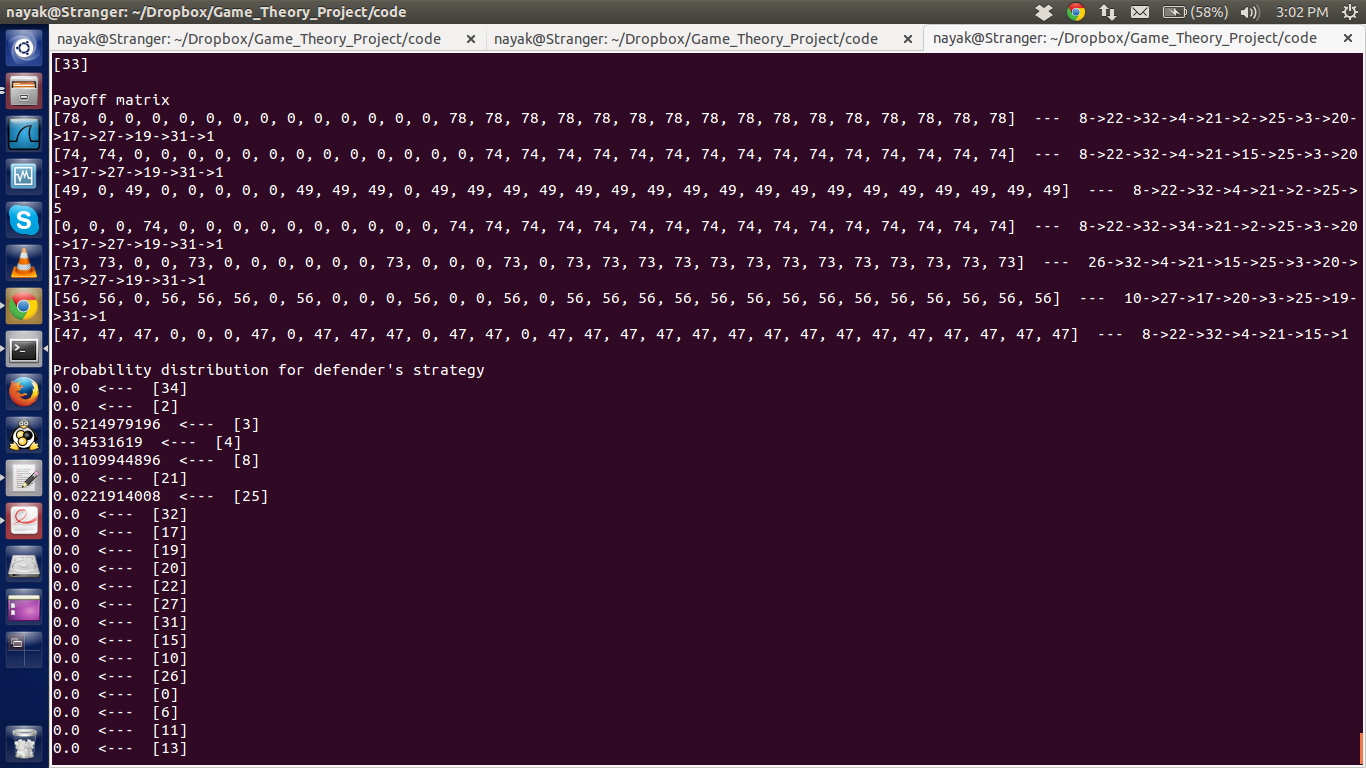 nayak@Stranger: ~/Dropbox/Game_Theory_Project/code (58%) 3:02 PM
nayak@Stranger: ~/Dropbox/Game_Theory_Project/code × nayak@Stranger: ~/Dropbox/Game_Theory_Project/code × nayak@Stranger: ~/Dropbox/Game_Theory_Project/code ×
[33]
Payoff matrix
[78, 0, 0, 0, 0, 0, 0, 0, 0, 0, 0, 0, 0, 0, 78, 78, 78, 78, 78, 78, 78, 78, 78, 78, 78, 78, 78, 78, 78, 78] --- 8->22->32->4->21->2->25->3->20-
>17->27->19->31->1
[74, 74, 0, 0, 0, 0, 0, 0, 0, 0, 0, 0, 0, 0, 0, 74, 74, 74, 74, 74, 74, 74, 74, 74, 74, 74, 74, 74, 74, 74] --- 8->22->32->4->21->15->25->3->20
->17->27->19->31->1
[49, 0, 49, 0, 0, 0, 0, 0, 49, 49, 49, 0, 49, 49, 49, 49, 49, 49, 49, 49, 49, 49, 49, 49, 49, 49, 49, 49, 49, 49] --- 8->22->32->4->21->2->25->
5
[0, 0, 0, 74, 0, 0, 0, 0, 0, 0, 0, 0, 0, 0, 74, 74, 74, 74, 74, 74, 74, 74, 74, 74, 74, 74, 74, 74, 74, 74] --- 8->22->32->34->21->2->25->3->20
->17->27->19->31->1
[73, 73, 0, 0, 73, 0, 0, 0, 0, 0, 0, 73, 0, 0, 0, 73, 0, 73, 73, 73, 73, 73, 73, 73, 73, 73, 73, 73, 73, 73] --- 26->32->4->21->15->25->3->20->
17->27->19->31->1
[56, 56, 0, 56, 56, 56, 0, 56, 0, 0, 0, 56, 0, 0, 56, 0, 56, 0, 56, 56, 56, 56, 56, 56, 56, 56, 56, 56, 56, 56, 56] --- 10->27->17->20->3->25->19-
>31->1
[47, 47, 47, 0, 0, 0, 47, 0, 47, 47, 47, 0, 47, 47, 0, 47, 47, 47, 47, 47, 47, 47, 47, 47, 47, 47, 47, 47, 47, 47] --- 8->22->32->4->21->15->1
Probability distribution for defender's strategy
0.0 <--- [34]
0.0 <--- [2]
0.5214979196 <--- [3]
0.34531619 <--- [4]
0.1109944896 <--- [8]
0.0 <--- [21]
0.0221914008 <--- [25]
0.0 <--- [32]
0.0 <--- [17]
0.0 <--- [19]
0.0 <--- [20]
0.0 <--- [22]
0.0 <--- [27]
0.0 <--- [31]
0.0 <--- [15]
0.0 <--- [10]
0.0 <--- [26]
0.0 <--- [0]
0.0 <--- [6]
0.0 <--- [11]
0.0 <--- [13]